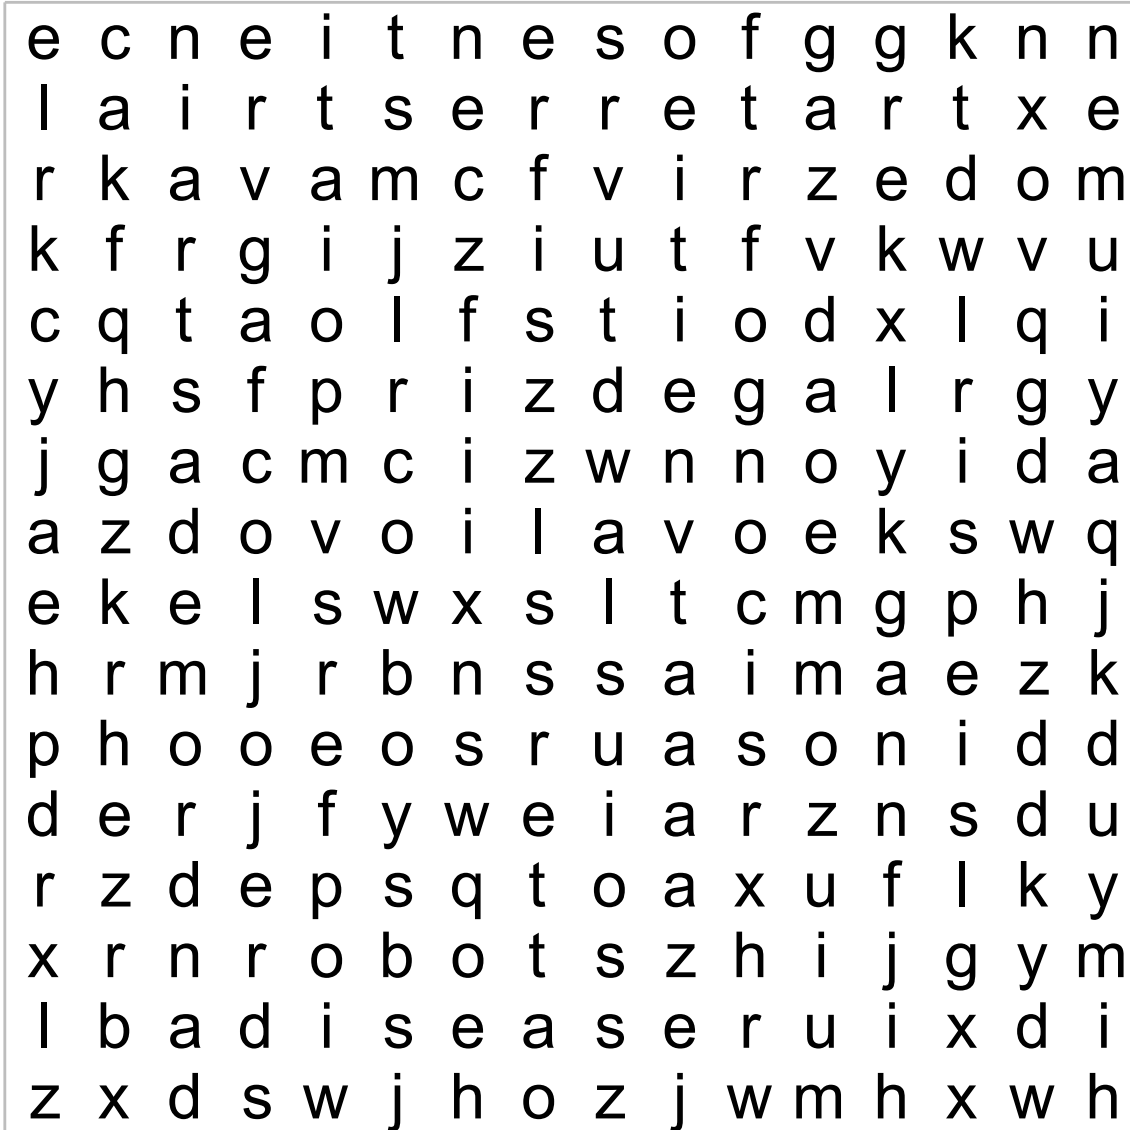 e c n e i t n e s o f g g k n n
l a i r t s e r r e t a r t x e
r k a v a m c f v i r z e d o m
k f r g i j z i u t f v k w v u
c q t a o l f s t i o d x l q i
y h s f p r i z d e g a l r g y
j g a c m c i z w n n o y i d a
a z d o v o i l a v o e k s w q
e k e l s w x s l t c m g p h j
h r m j r b n s s a i m a e z k
p h o o e o s r u a s o n i d d
d e r j f y w e i a r z n s d u
r z d e p s q t o a x u f l k y
x r n r o b o t s z h i j g y m
l b a d i s e a s e r u i x d i
z x d s w j h o z j w m h x w h